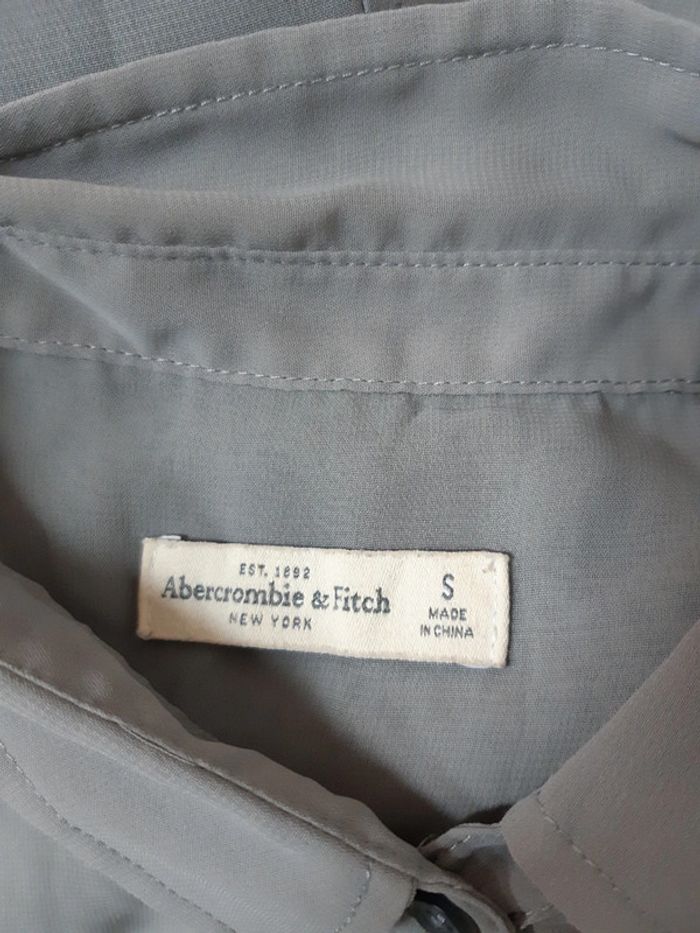 EST. 1892
Abercrombie & Fitch
NEW YORK
S
MADE
IN CHINA